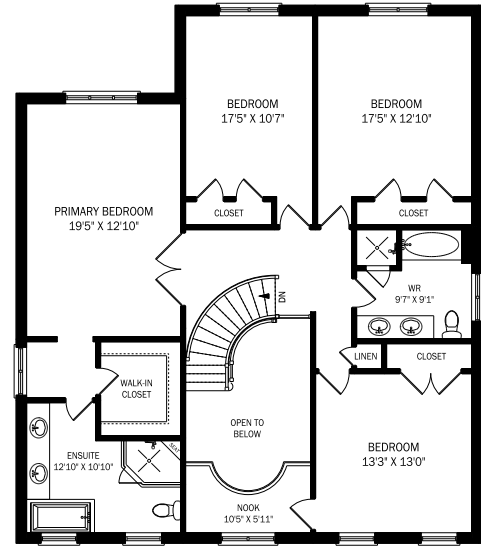 BEDROOM
17'5" X 10'7"
BEDROOM
17'5" X 12'10"
CLOSET
CLOSET
PRIMARY BEDROOM
19'5" X 12'10"
WR
9'7" X 9'1"
DN
LINEN
CLOSET
WALK-IN
CLOSET
OPEN TO
BELOW
BEDROOM
13'3" X 13'0"
ENSUITE
12'10" X 10'10"
SEAT
NOOK
10'5" X 5'11"